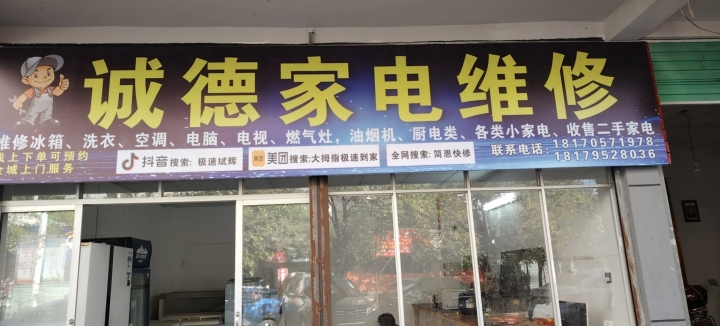 诚德家电维修
维修冰箱、洗衣、空调、电脑、电视、燃气灶，油烟机、厨电类、各类小家电、收售二手家电
线上下单可预约
全城上门服务
抖音搜索：极速斌辉
美团搜索：大拇指极速到家
全网搜索：简恩快修
联系电话：18170571978
18179528036